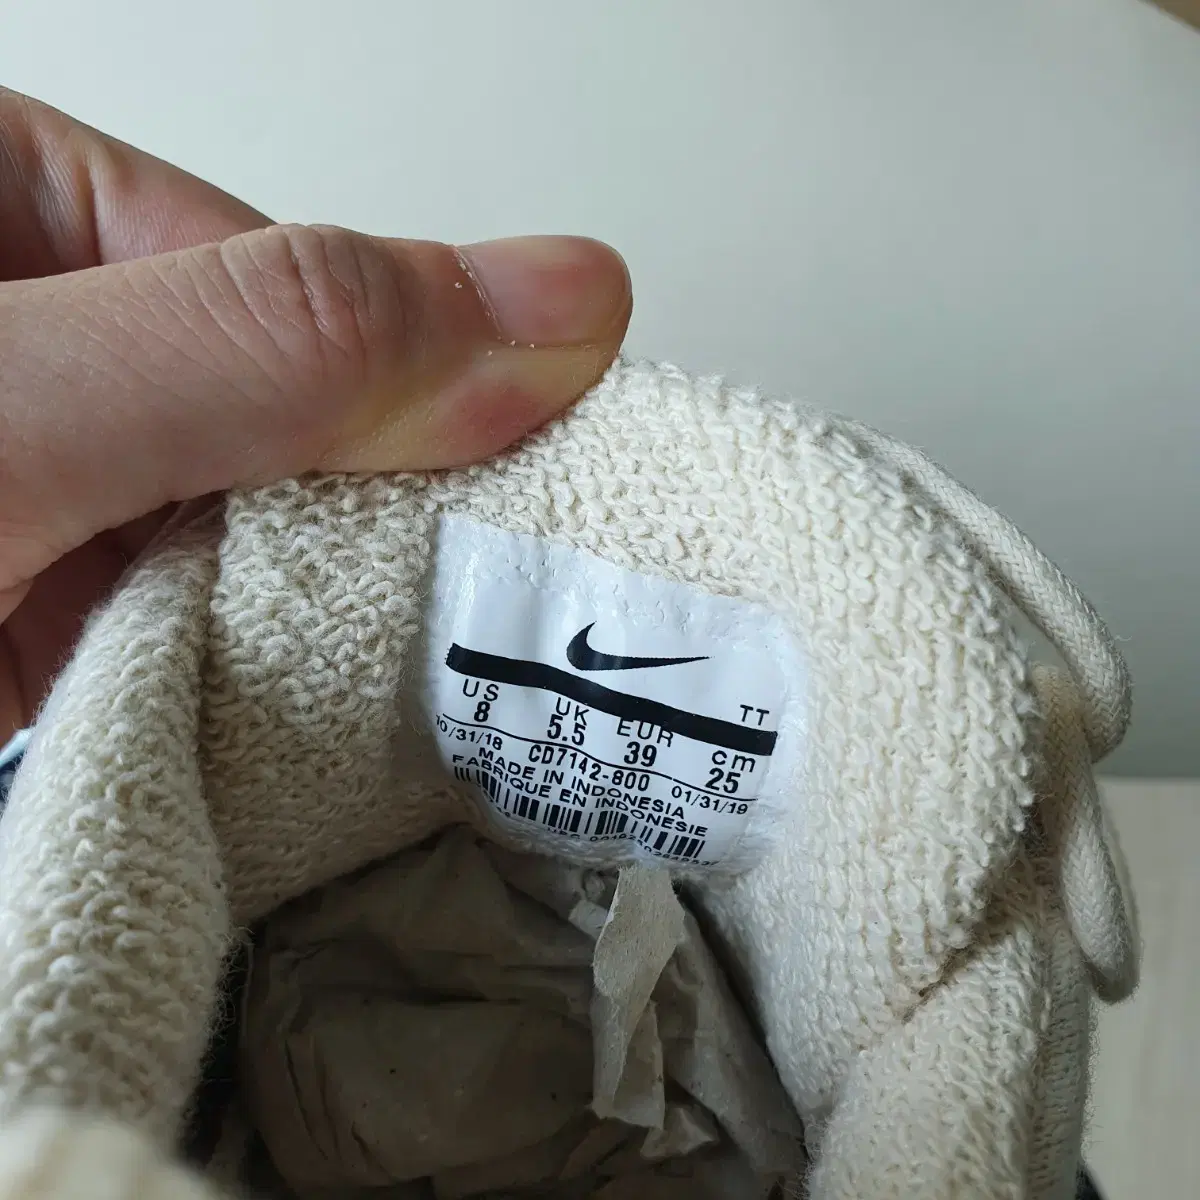 TT
US UK EUR cm
8 5.5 39 25
10/31/18 CD7142-800 01/31/19
MADE IN INDONESIA
FABRIQUE EN INDONESIE